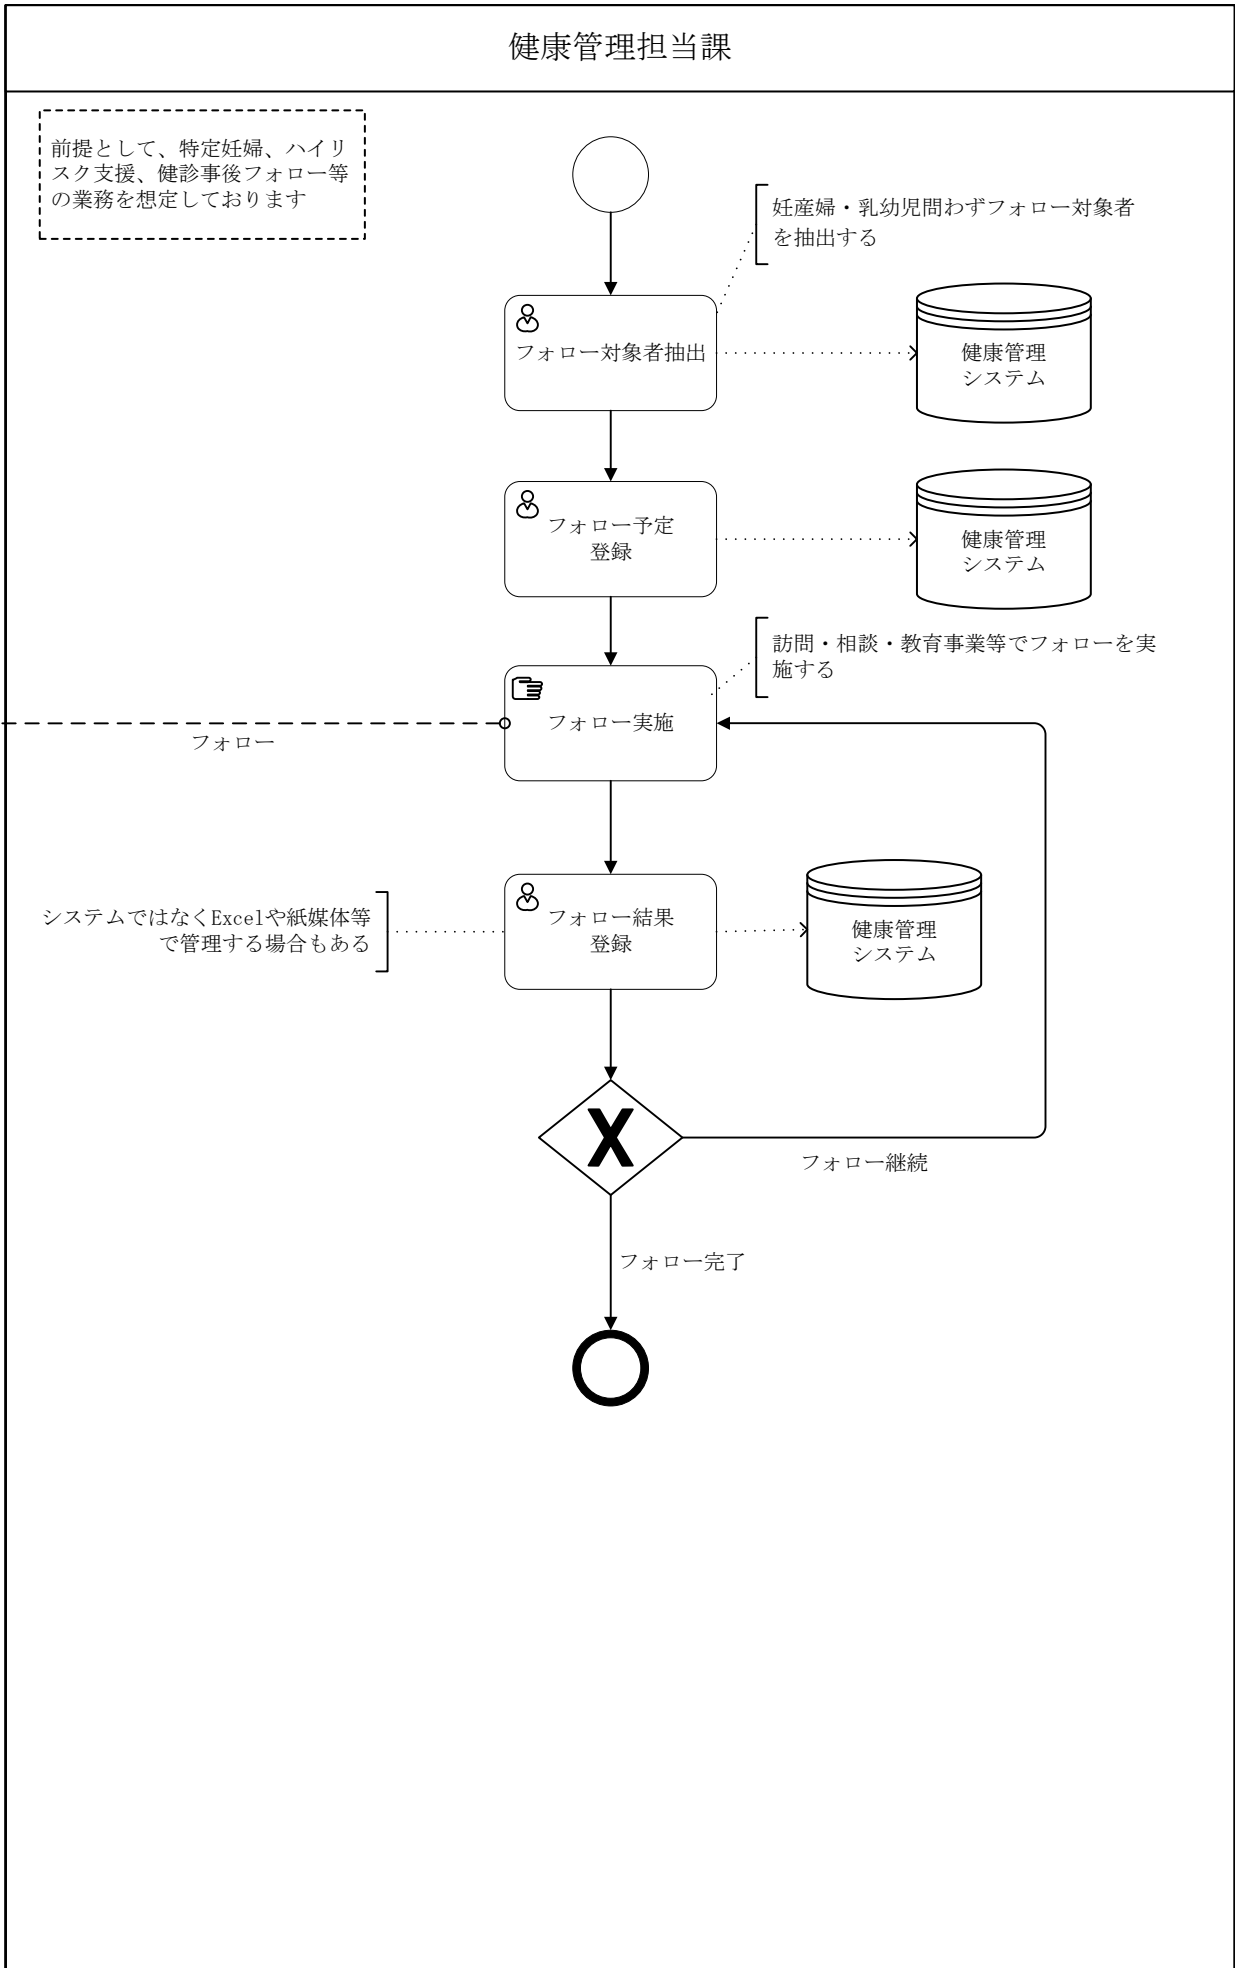 健康管理担当課
前提として、特定妊婦、ハイリ
スク支援、健診事後フォロー等
の業務を想定しております
妊産婦・乳幼児問わずフォロー対象者
を抽出する
フォロー対象者抽出
健康管理
システム
フォロー予定
登録
健康管理
システム
訪問・相談・教育事業等でフォローを実
施する
フォロー実施
フォロー
システムではなくExcelや紙媒体等
で管理する場合もある
フォロー結果
登録
健康管理
システム
X
フォロー継続
フォロー完了